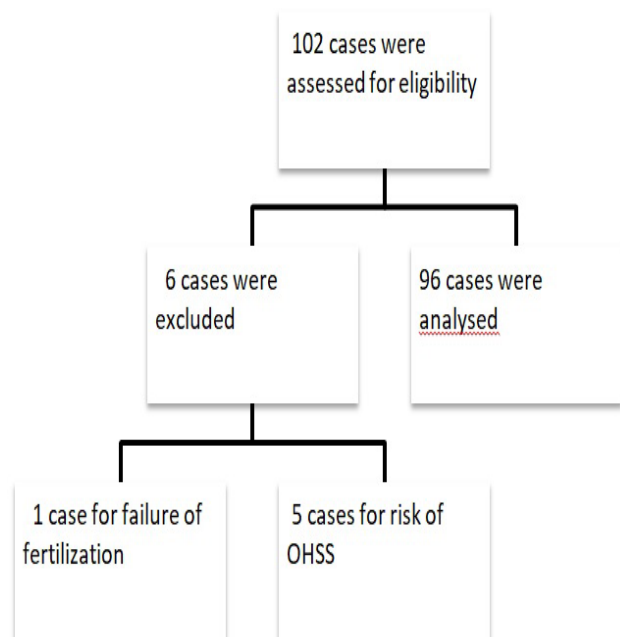 102 cases were
assessed for eligibility
6 cases were
excluded
96 cases were
analysed
1 case for failure of
fertilization
5 cases for risk of
OHSS